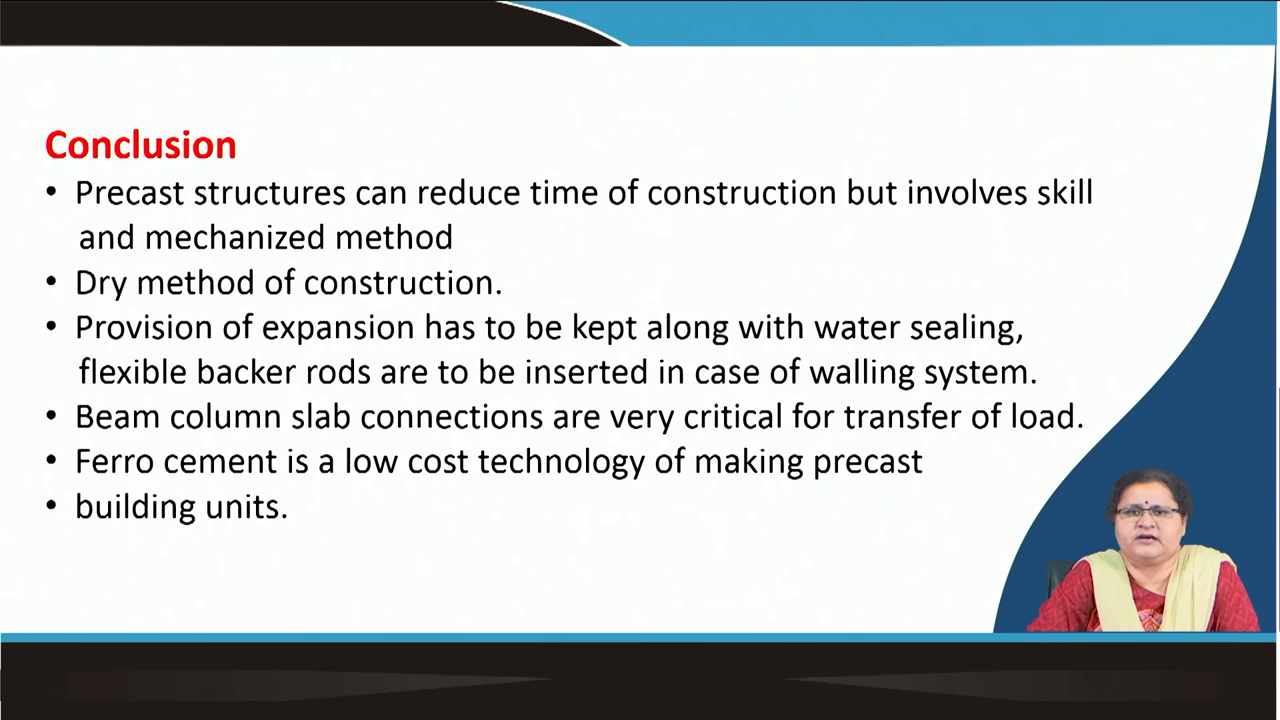 Conclusion
• Precast structures can reduce time of construction but involves skill
and mechanized method
• Dry method of construction.
• Provision of expansion has to be kept along with water sealing,
flexible backer rods are to be inserted in case of walling system.
• Beam column slab connections are very critical for transfer of load.
• Ferro cement is a low cost technology of making precast
• building units.